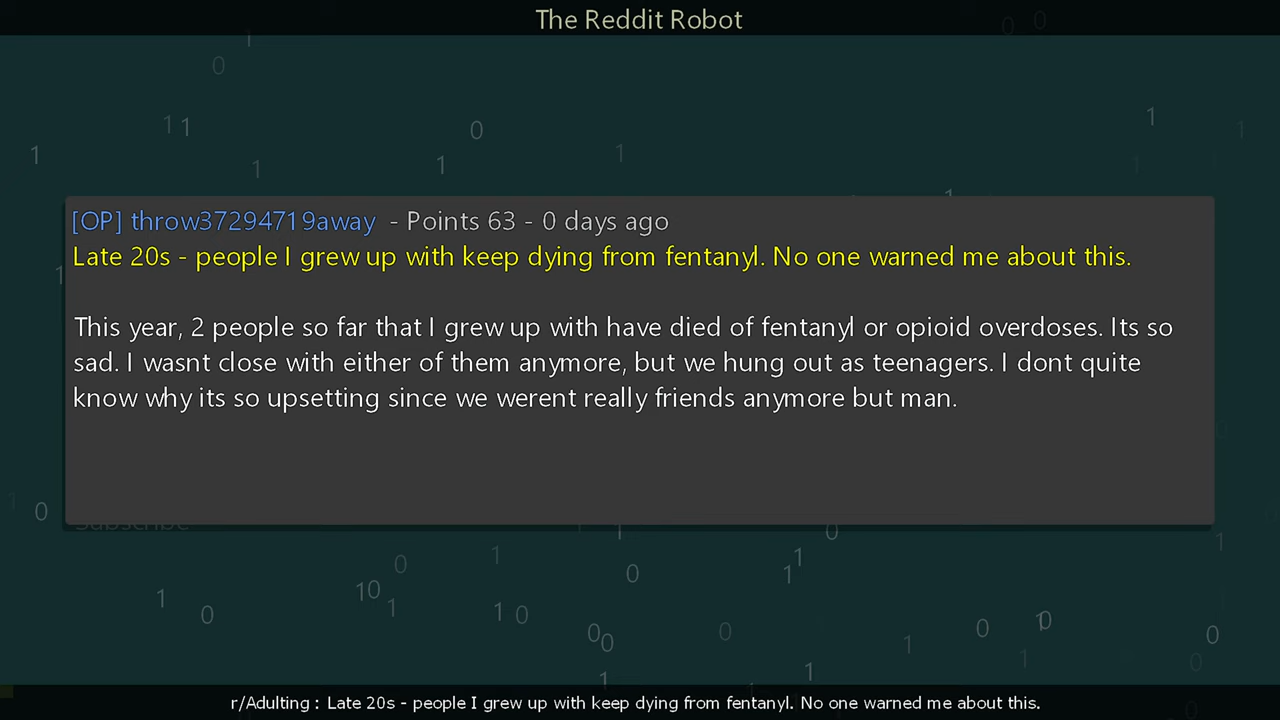 The Reddit Robot
[OP] throw37294719away - Points 63 - 0 days ago
Late 20s - people I grew up with keep dying from fentanyl. No one warned me about this.
This year, 2 people so far that I grew up with have died of fentanyl or opioid overdoses. Its so
sad. I wasnt close with either of them anymore, but we hung out as teenagers. I dont quite
know why its so upsetting since we werent really friends anymore but man.
Subscribe
r/Adulting : Late 20s - people I grew up with keep dying from fentanyl. No one warned me about this.